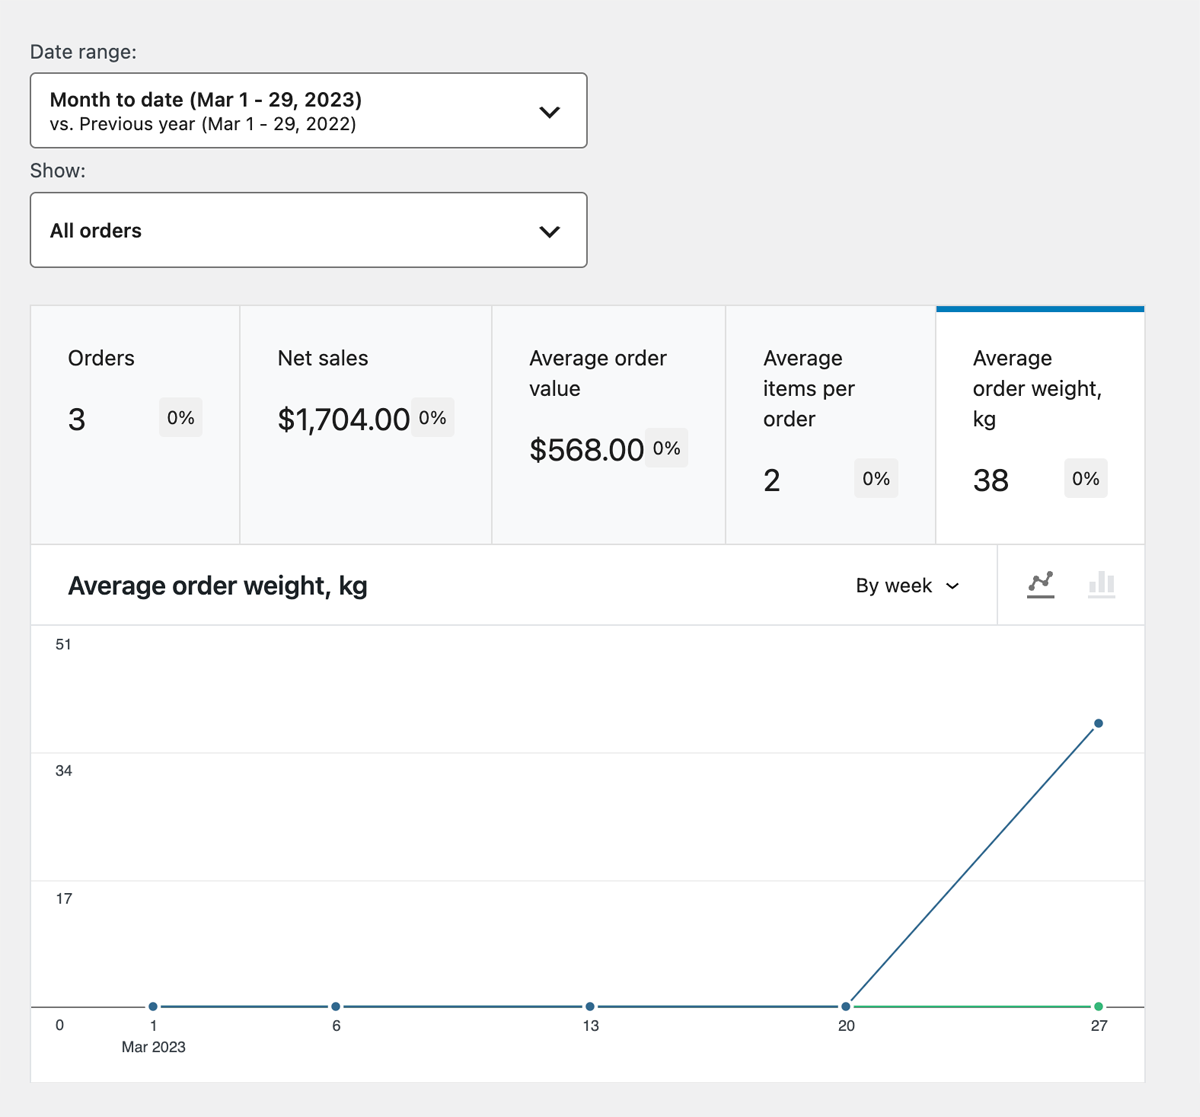 Date range:
Month to date (Mar 1 - 29, 2023)
vs. Previous year (Mar 1 - 29, 2022)
Show:
All orders
Orders
3
0%
Net sales
$1,704.00
0%
Average order
value
$568.00
0%
Average
items per
order
2
0%
Average
order weight,
kg
38
0%
Average order weight, kg
By week
51
34
17
0
1
6
13
20
27
Mar 2023